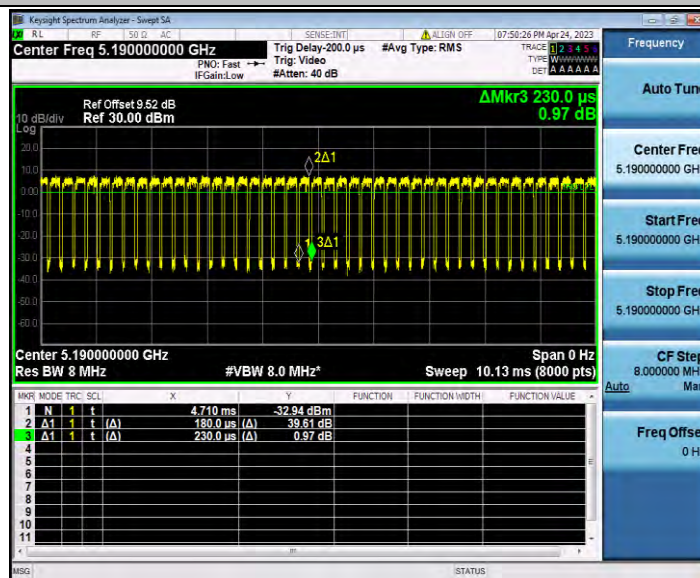 Keysight Spectrum Analyzer - Swept SA
RL RF 50 Ω AC SENSE:INT ALIGN OFF 07:50:26 PM Apr 24, 2023
Center Freq 5.190000000 GHz
PNO: Fast
IFGain:Low
Trig Delay-200.0 µs
Trig: Video
#Atten: 40 dB
#Avg Type: RMS
TRACE 1 2 3 4 5 6
TYPE WWWWWW
DET A A A A A A
Frequency
ΔMkr3 230.0 µs
0.97 dB
Ref Offset 9.52 dB
Ref 30.00 dBm
10 dB/div
Log
20.0
10.0
0.00
-10.0
-20.0
-30.0
-40.0
-50.0
-60.0
2Δ1
1
3Δ1
Center 5.190000000 GHz
Span 0 Hz
Res BW 8 MHz
#VBW 8.0 MHz*
Sweep 10.13 ms (8000 pts)
MKR MODE TRC SCL X Y FUNCTION FUNCTION WIDTH FUNCTION VALUE
1 N 1 t 4.710 ms -32.94 dBm
2 Δ1 1 t (Δ) 180.0 µs (Δ) 39.61 dB
3 Δ1 1 t (Δ) 230.0 µs (Δ) 0.97 dB
4
5
6
7
8
9
10
11
MSG
STATUS
Auto Tun
Center Fre
5.190000000 GH
Start Fre
5.190000000 GH
Stop Fre
5.190000000 GH
CF Step
8.000000 MH
Auto Ma
Freq Offse
0 H